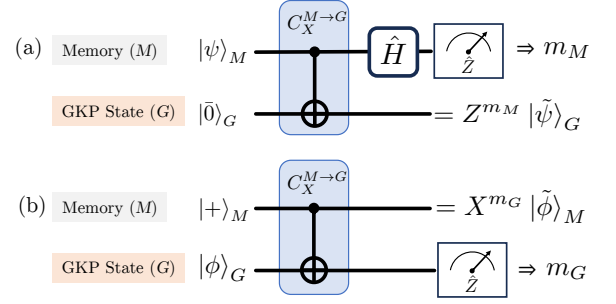 C_X^{M→G}
(a) Memory (M) |ψ⟩_M Ĥ Ẑ ⇒ m_M
GKP State (G) |0̄⟩_G = Z^{m_M} |ψ̃⟩_G
C_X^{M→G}
(b) Memory (M) |+⟩_M = X^{m_G} |ϕ̃⟩_M
GKP State (G) |ϕ⟩_G Ẑ ⇒ m_G